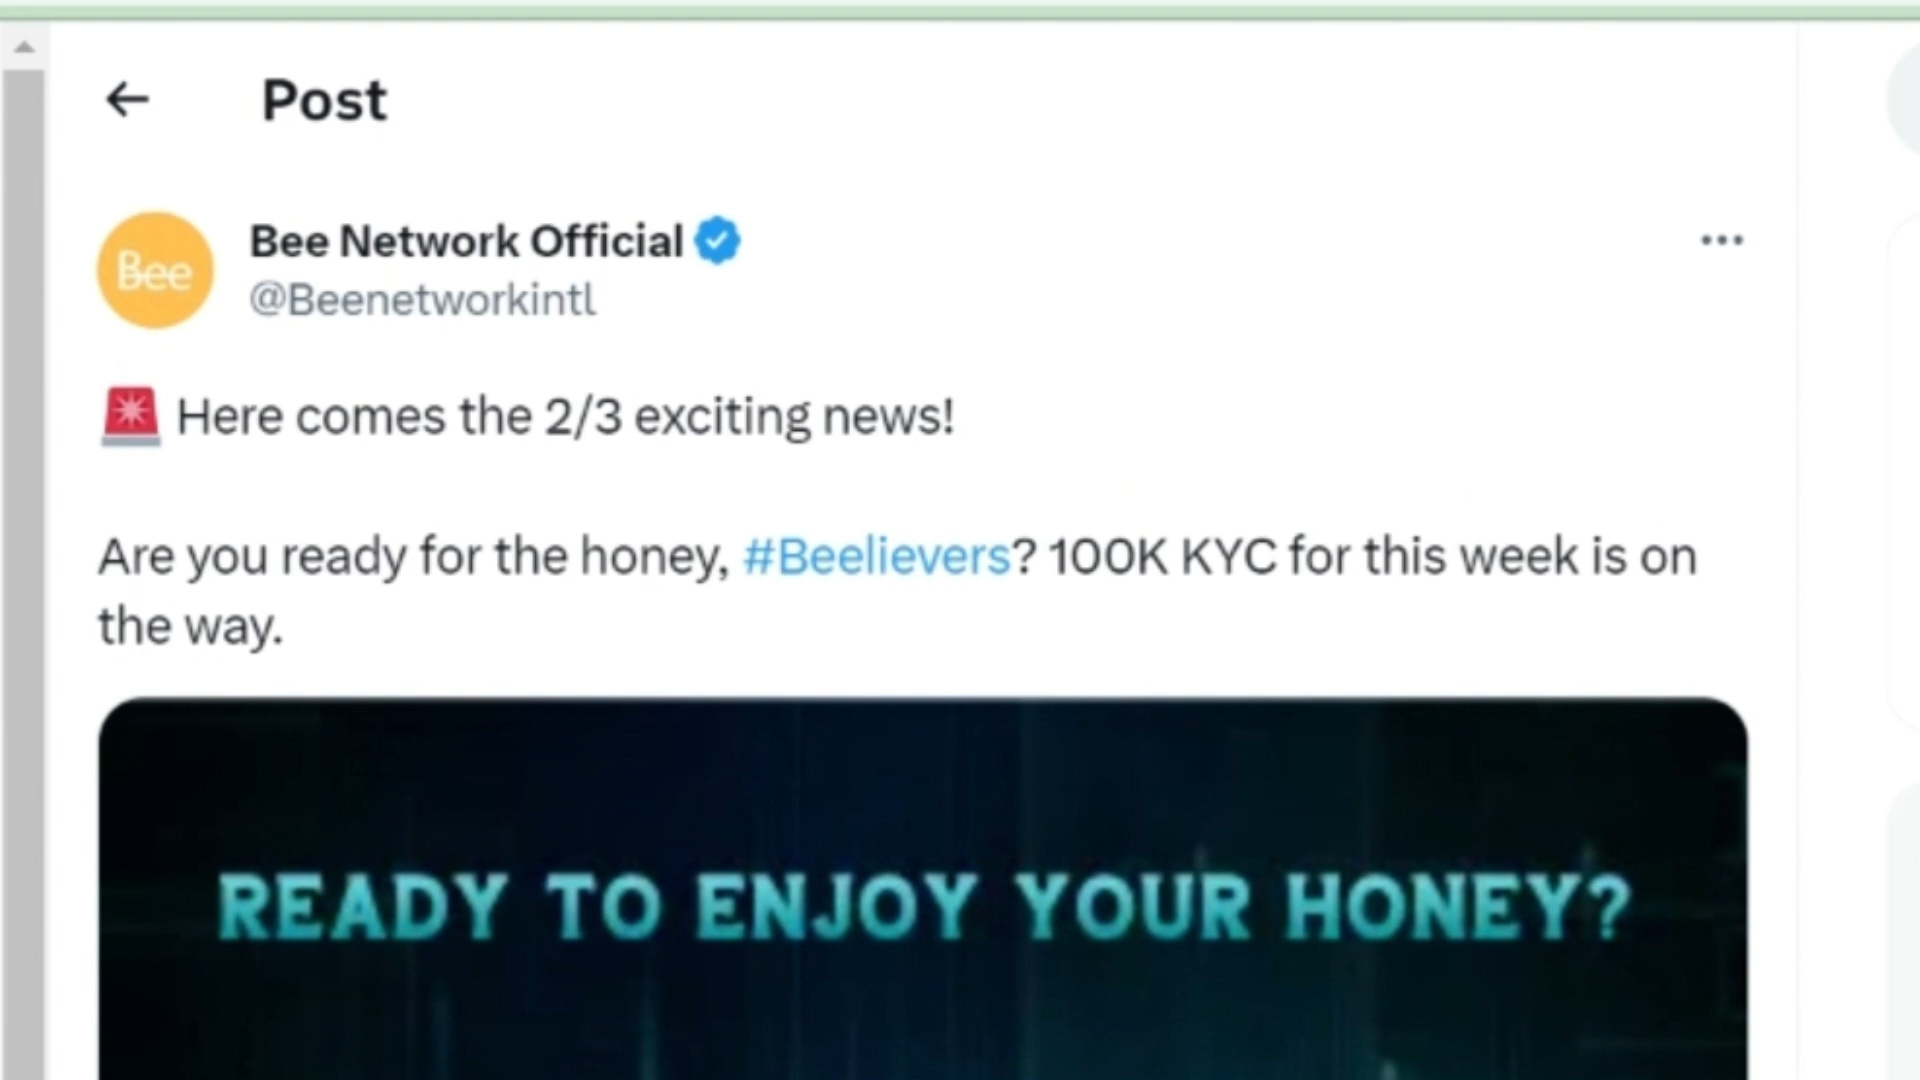 Post
Bee
Bee Network Official
@Beenetworkintl
🚨 Here comes the 2/3 exciting news!
Are you ready for the honey, #Beelievers? 100K KYC for this week is on
the way.
READY TO ENJOY YOUR HONEY?